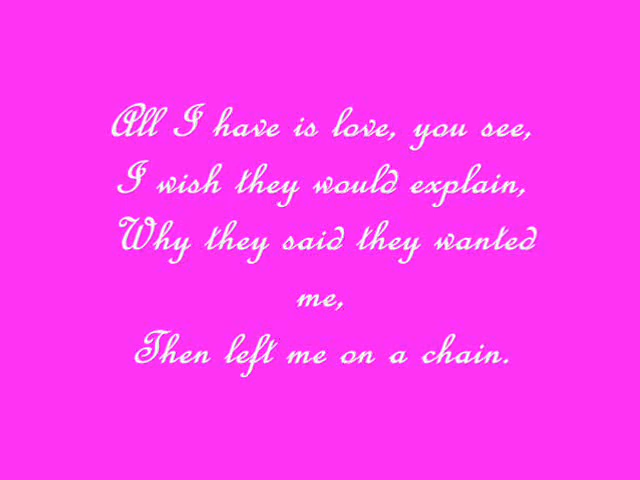 All I have is love, you see,
I wish they would explain,
Why they said they wanted
me,
Then left me on a chain.